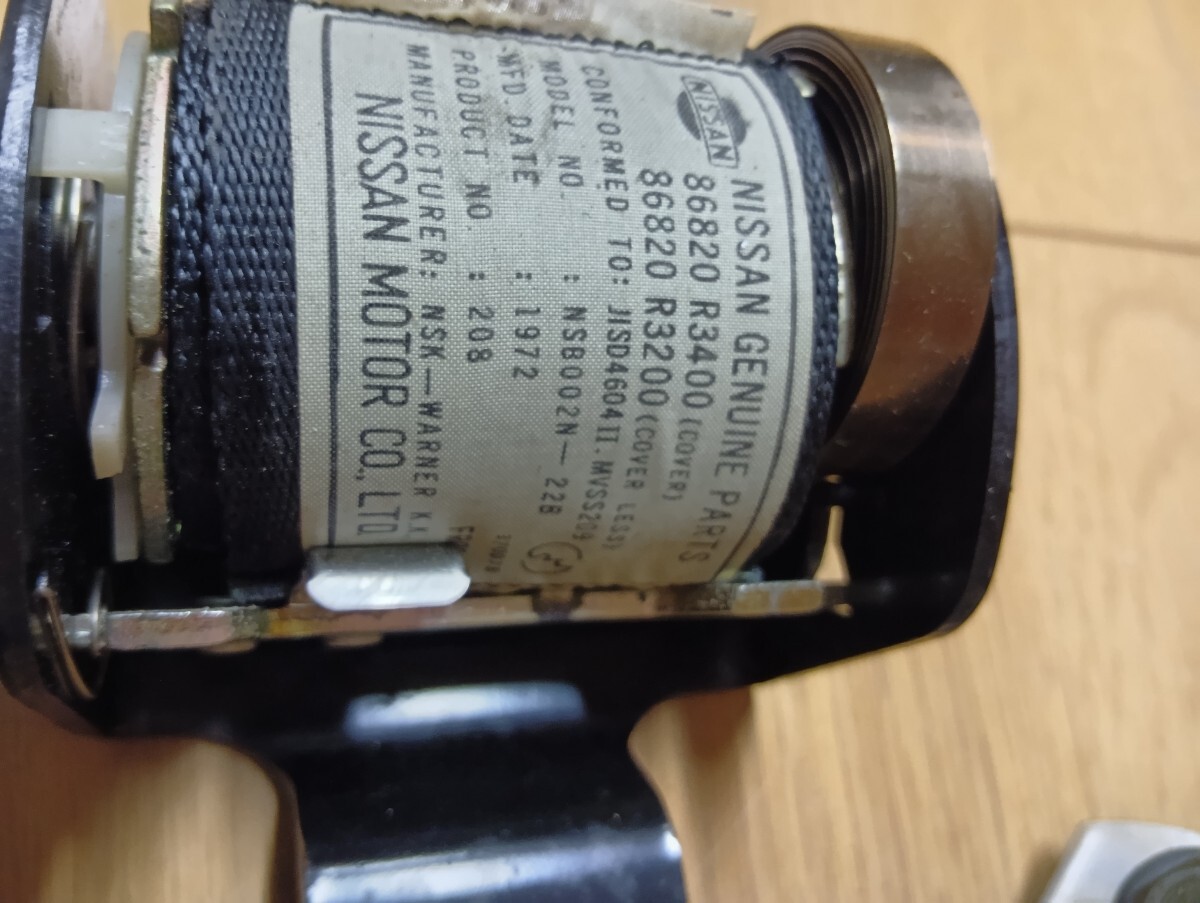 NISSAN
NISSAN GENUINE PARTS
86820 R3400 (COVER)
86820 R3200 (COVER LESS)
CONFORMED TO: JISD4604II. MVSS209
MODEL NO. : NSB002N-22B
MFD. DATE : 1972
PRODUCT NO. : 208
MANUFACTURER: NSK-WARNER K.K.
NISSAN MOTOR CO., LTD.